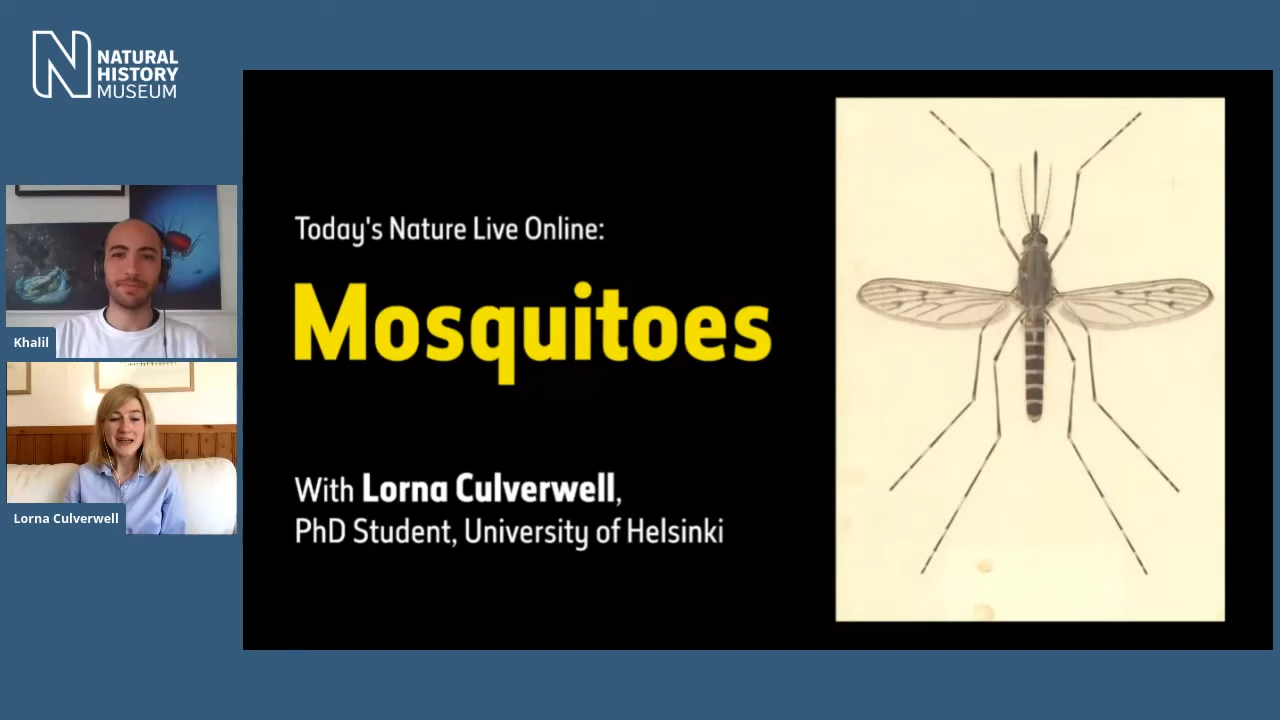 NATURAL
HISTORY
MUSEUM
Khalil
Lorna Culverwell
Today's Nature Live Online:
Mosquitoes
With Lorna Culverwell,
PhD Student, University of Helsinki